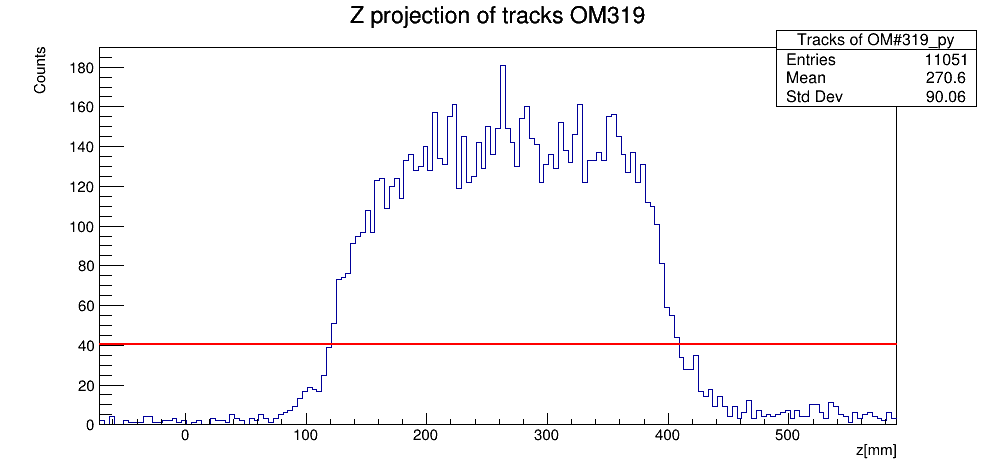 Z projection of tracks OM319
Counts
Tracks of OM#319_py
Entries 11051
Mean 270.6
Std Dev 90.06
180
160
140
120
100
80
60
40
20
0
0 100 200 300 400 500
z[mm]